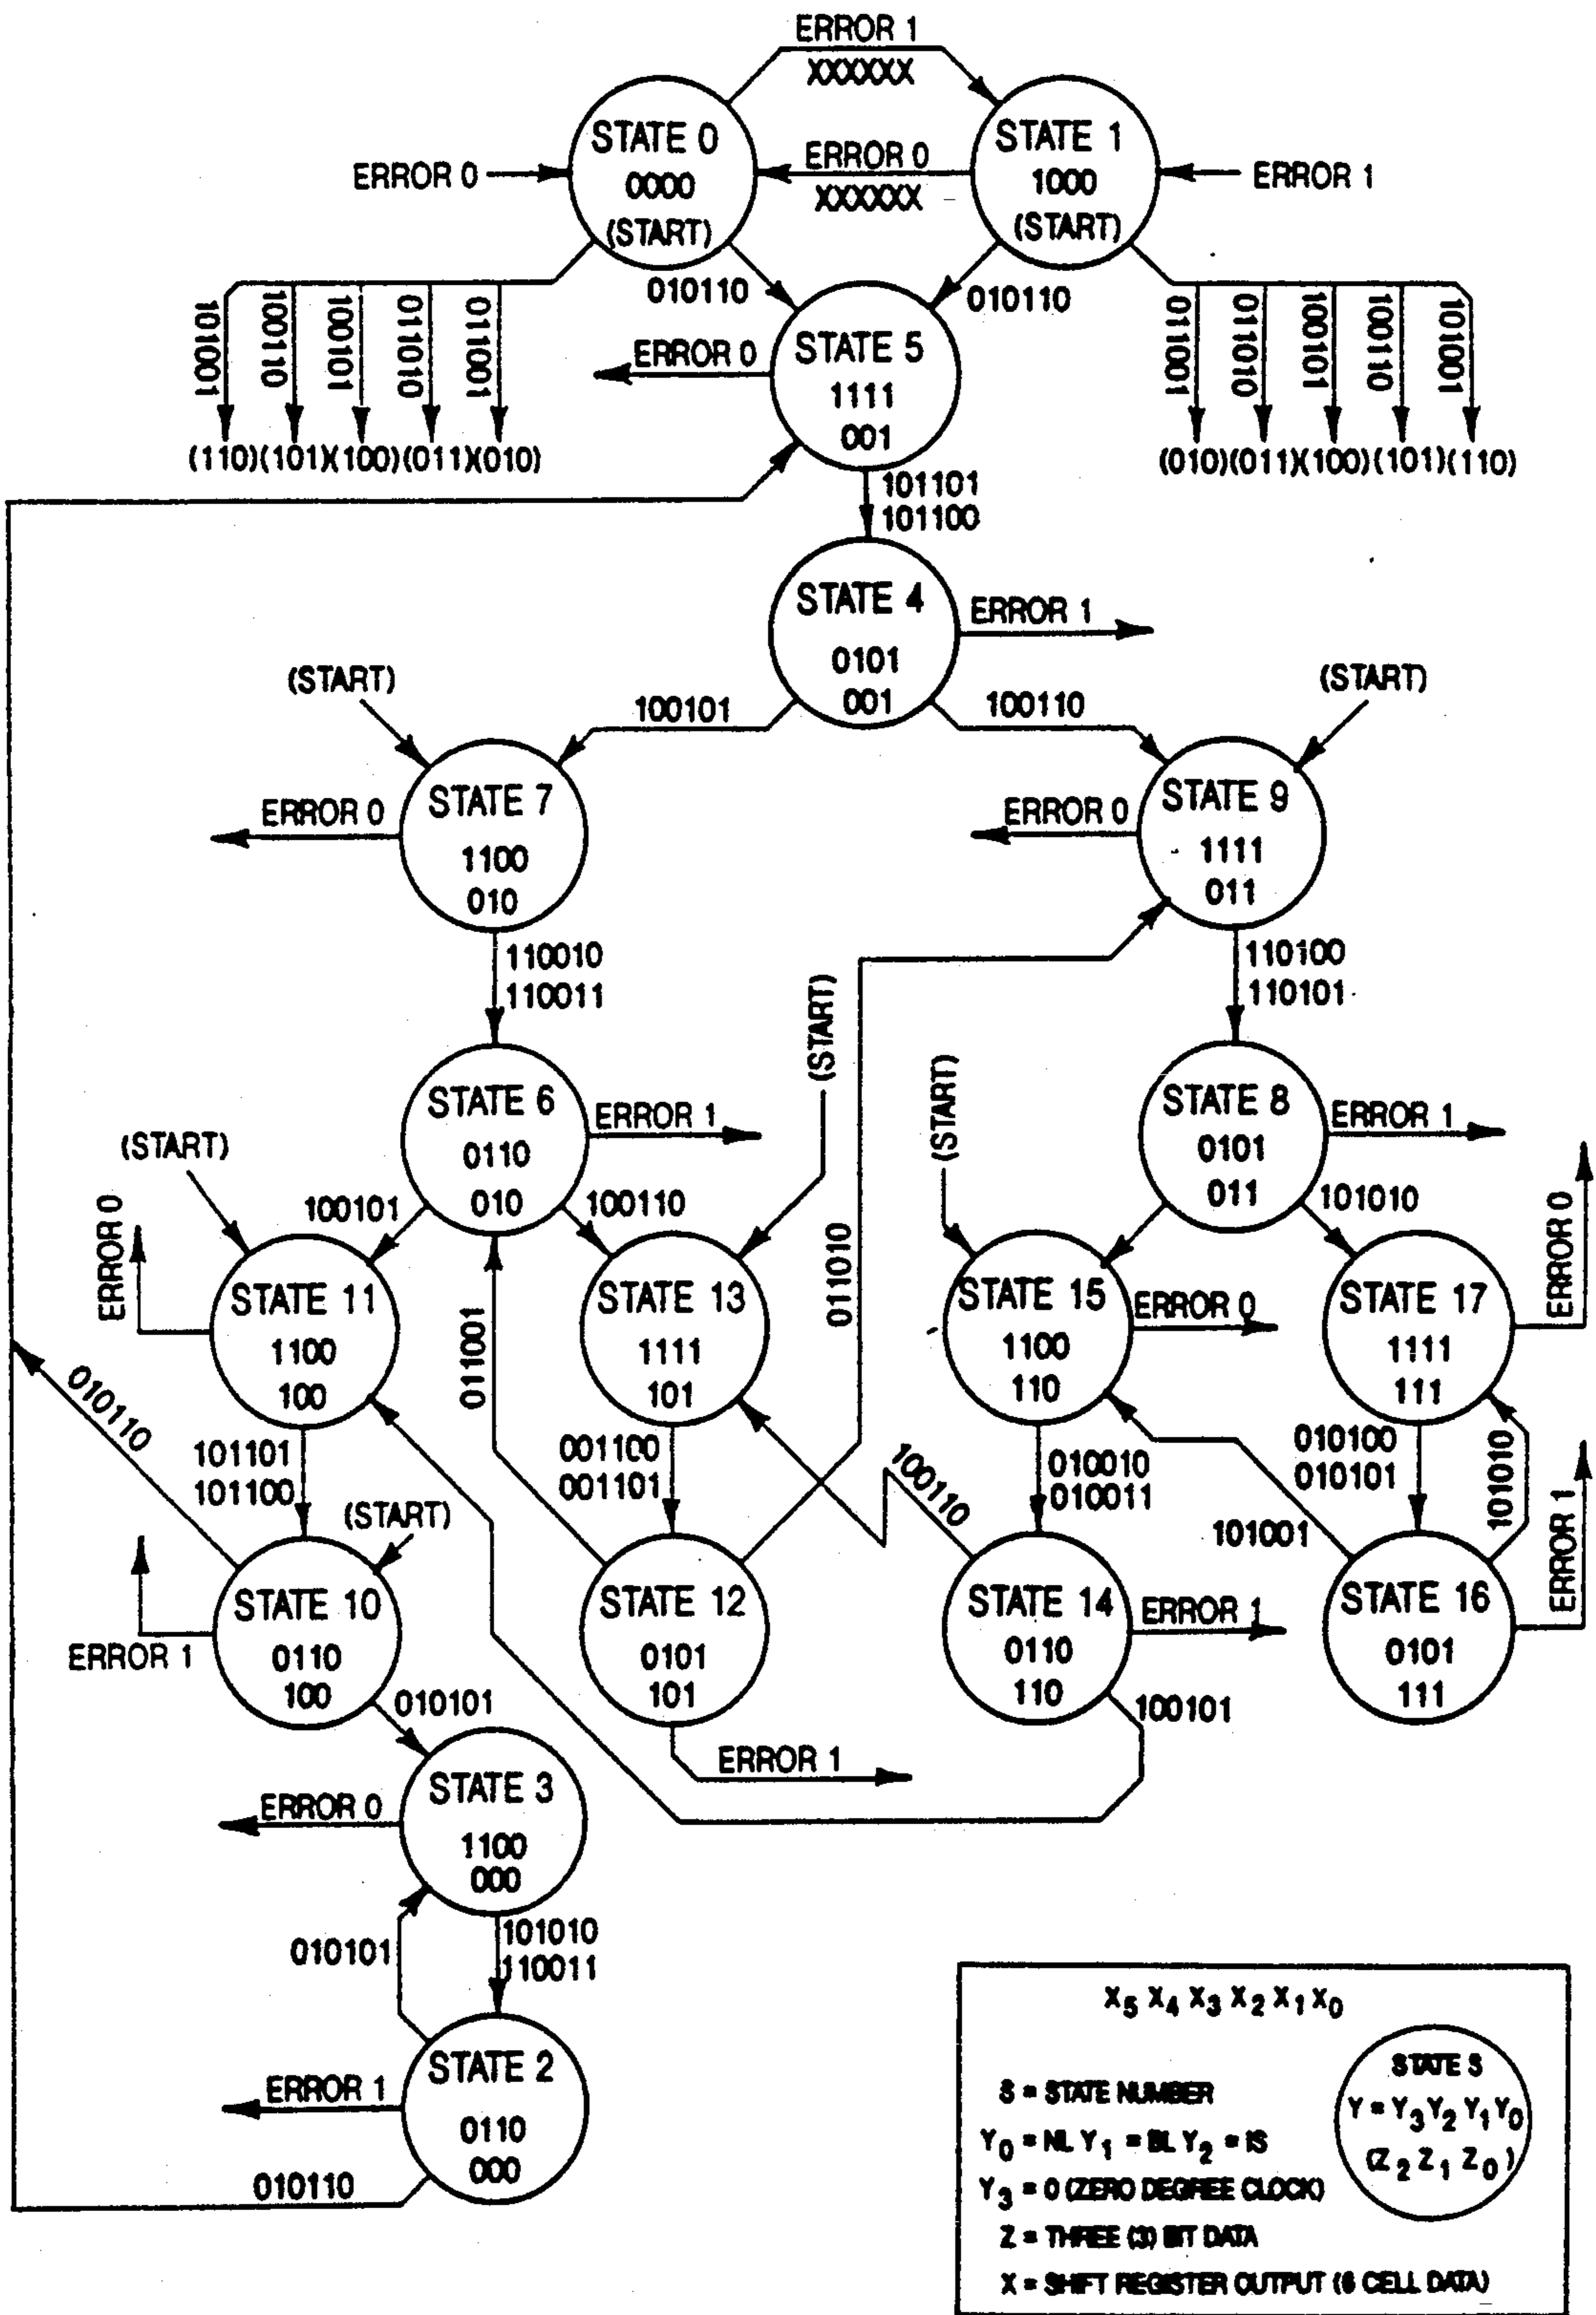 ERROR 1
XXXXXX
STATE 0
0000
(START)
STATE 1
1000
(START)
ERROR 0
ERROR 0
XXXXXX
ERROR 1
010110
010110
101001
100110
100101
011010
011001
(110)(101)(100)(011)(010)
011001
011010
100101
100110
101001
(010)(011)(100)(101)(110)
STATE 5
1111
001
ERROR 0
101101
101100
STATE 4
0101
001
ERROR 1
(START)
100101
100110
(START)
STATE 7
1100
010
ERROR 0
STATE 9
1111
011
ERROR 0
110010
110011
110100
110101
(START)
(START)
STATE 6
0110
010
ERROR 1
STATE 8
0101
011
ERROR 1
(START)
100101
100110
101010
ERROR 0
011001
011010
ERROR 0
STATE 11
1100
100
STATE 13
1111
101
STATE 15
1100
110
ERROR 0
STATE 17
1111
111
010110
101101
101100
001100
001101
100110
010010
010011
010100
010101
101010
101001
(START)
STATE 10
0110
100
ERROR 1
STATE 12
0101
101
STATE 14
0110
110
ERROR 1
STATE 16
0101
111
ERROR 1
010101
ERROR 1
100101
STATE 3
1100
000
ERROR 0
010101
101010
110011
STATE 2
0110
000
ERROR 1
010110
X5 X4 X3 X2 X1 X0
STATE S
Y = Y3 Y2 Y1 Y0
(Z2 Z1 Z0)
S = STATE NUMBER
Y0 = NL Y1 = BL Y2 = IS
Y3 = 0 (ZERO DEGREE CLOCK)
Z = THREE (3) BIT DATA
X = SHIFT REGISTER OUTPUT (6 CELL DATA)